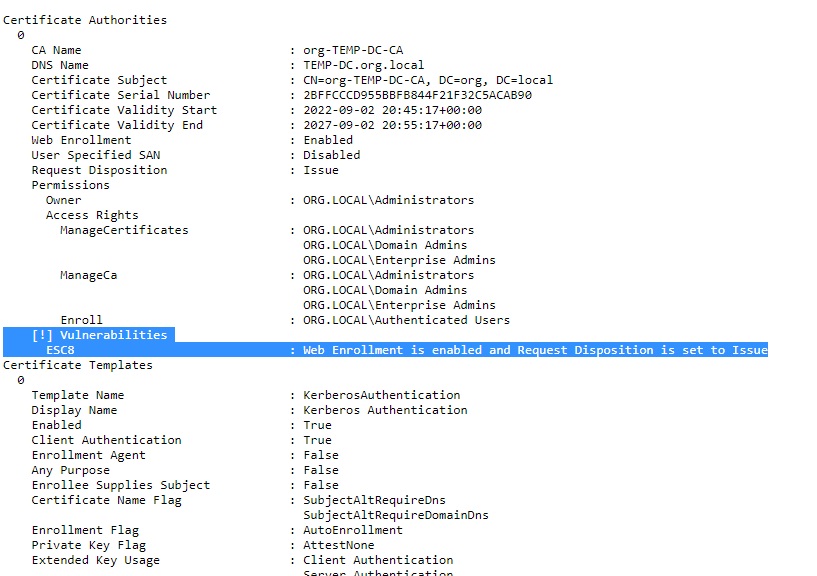 Certificate Authorities
0
CA Name : org-TEMP-DC-CA
DNS Name : TEMP-DC.org.local
Certificate Subject : CN=org-TEMP-DC-CA, DC=org, DC=local
Certificate Serial Number : 2BFFCCCD955BBFB844F21F32C5ACAB90
Certificate Validity Start : 2022-09-02 20:45:17+00:00
Certificate Validity End : 2027-09-02 20:55:17+00:00
Web Enrollment : Enabled
User Specified SAN : Disabled
Request Disposition : Issue
Permissions
Owner : ORG.LOCAL\Administrators
Access Rights
ManageCertificates : ORG.LOCAL\Administrators
ORG.LOCAL\Domain Admins
ORG.LOCAL\Enterprise Admins
ManageCa : ORG.LOCAL\Administrators
ORG.LOCAL\Domain Admins
ORG.LOCAL\Enterprise Admins
Enroll : ORG.LOCAL\Authenticated Users
[!] Vulnerabilities
ESC8 : Web Enrollment is enabled and Request Disposition is set to Issue
Certificate Templates
0
Template Name : KerberosAuthentication
Display Name : Kerberos Authentication
Enabled : True
Client Authentication : True
Enrollment Agent : False
Any Purpose : False
Enrollee Supplies Subject : False
Certificate Name Flag : SubjectAltRequireDns
SubjectAltRequireDomainDns
Enrollment Flag : AutoEnrollment
Private Key Flag : AttestNone
Extended Key Usage : Client Authentication
Server Authentication